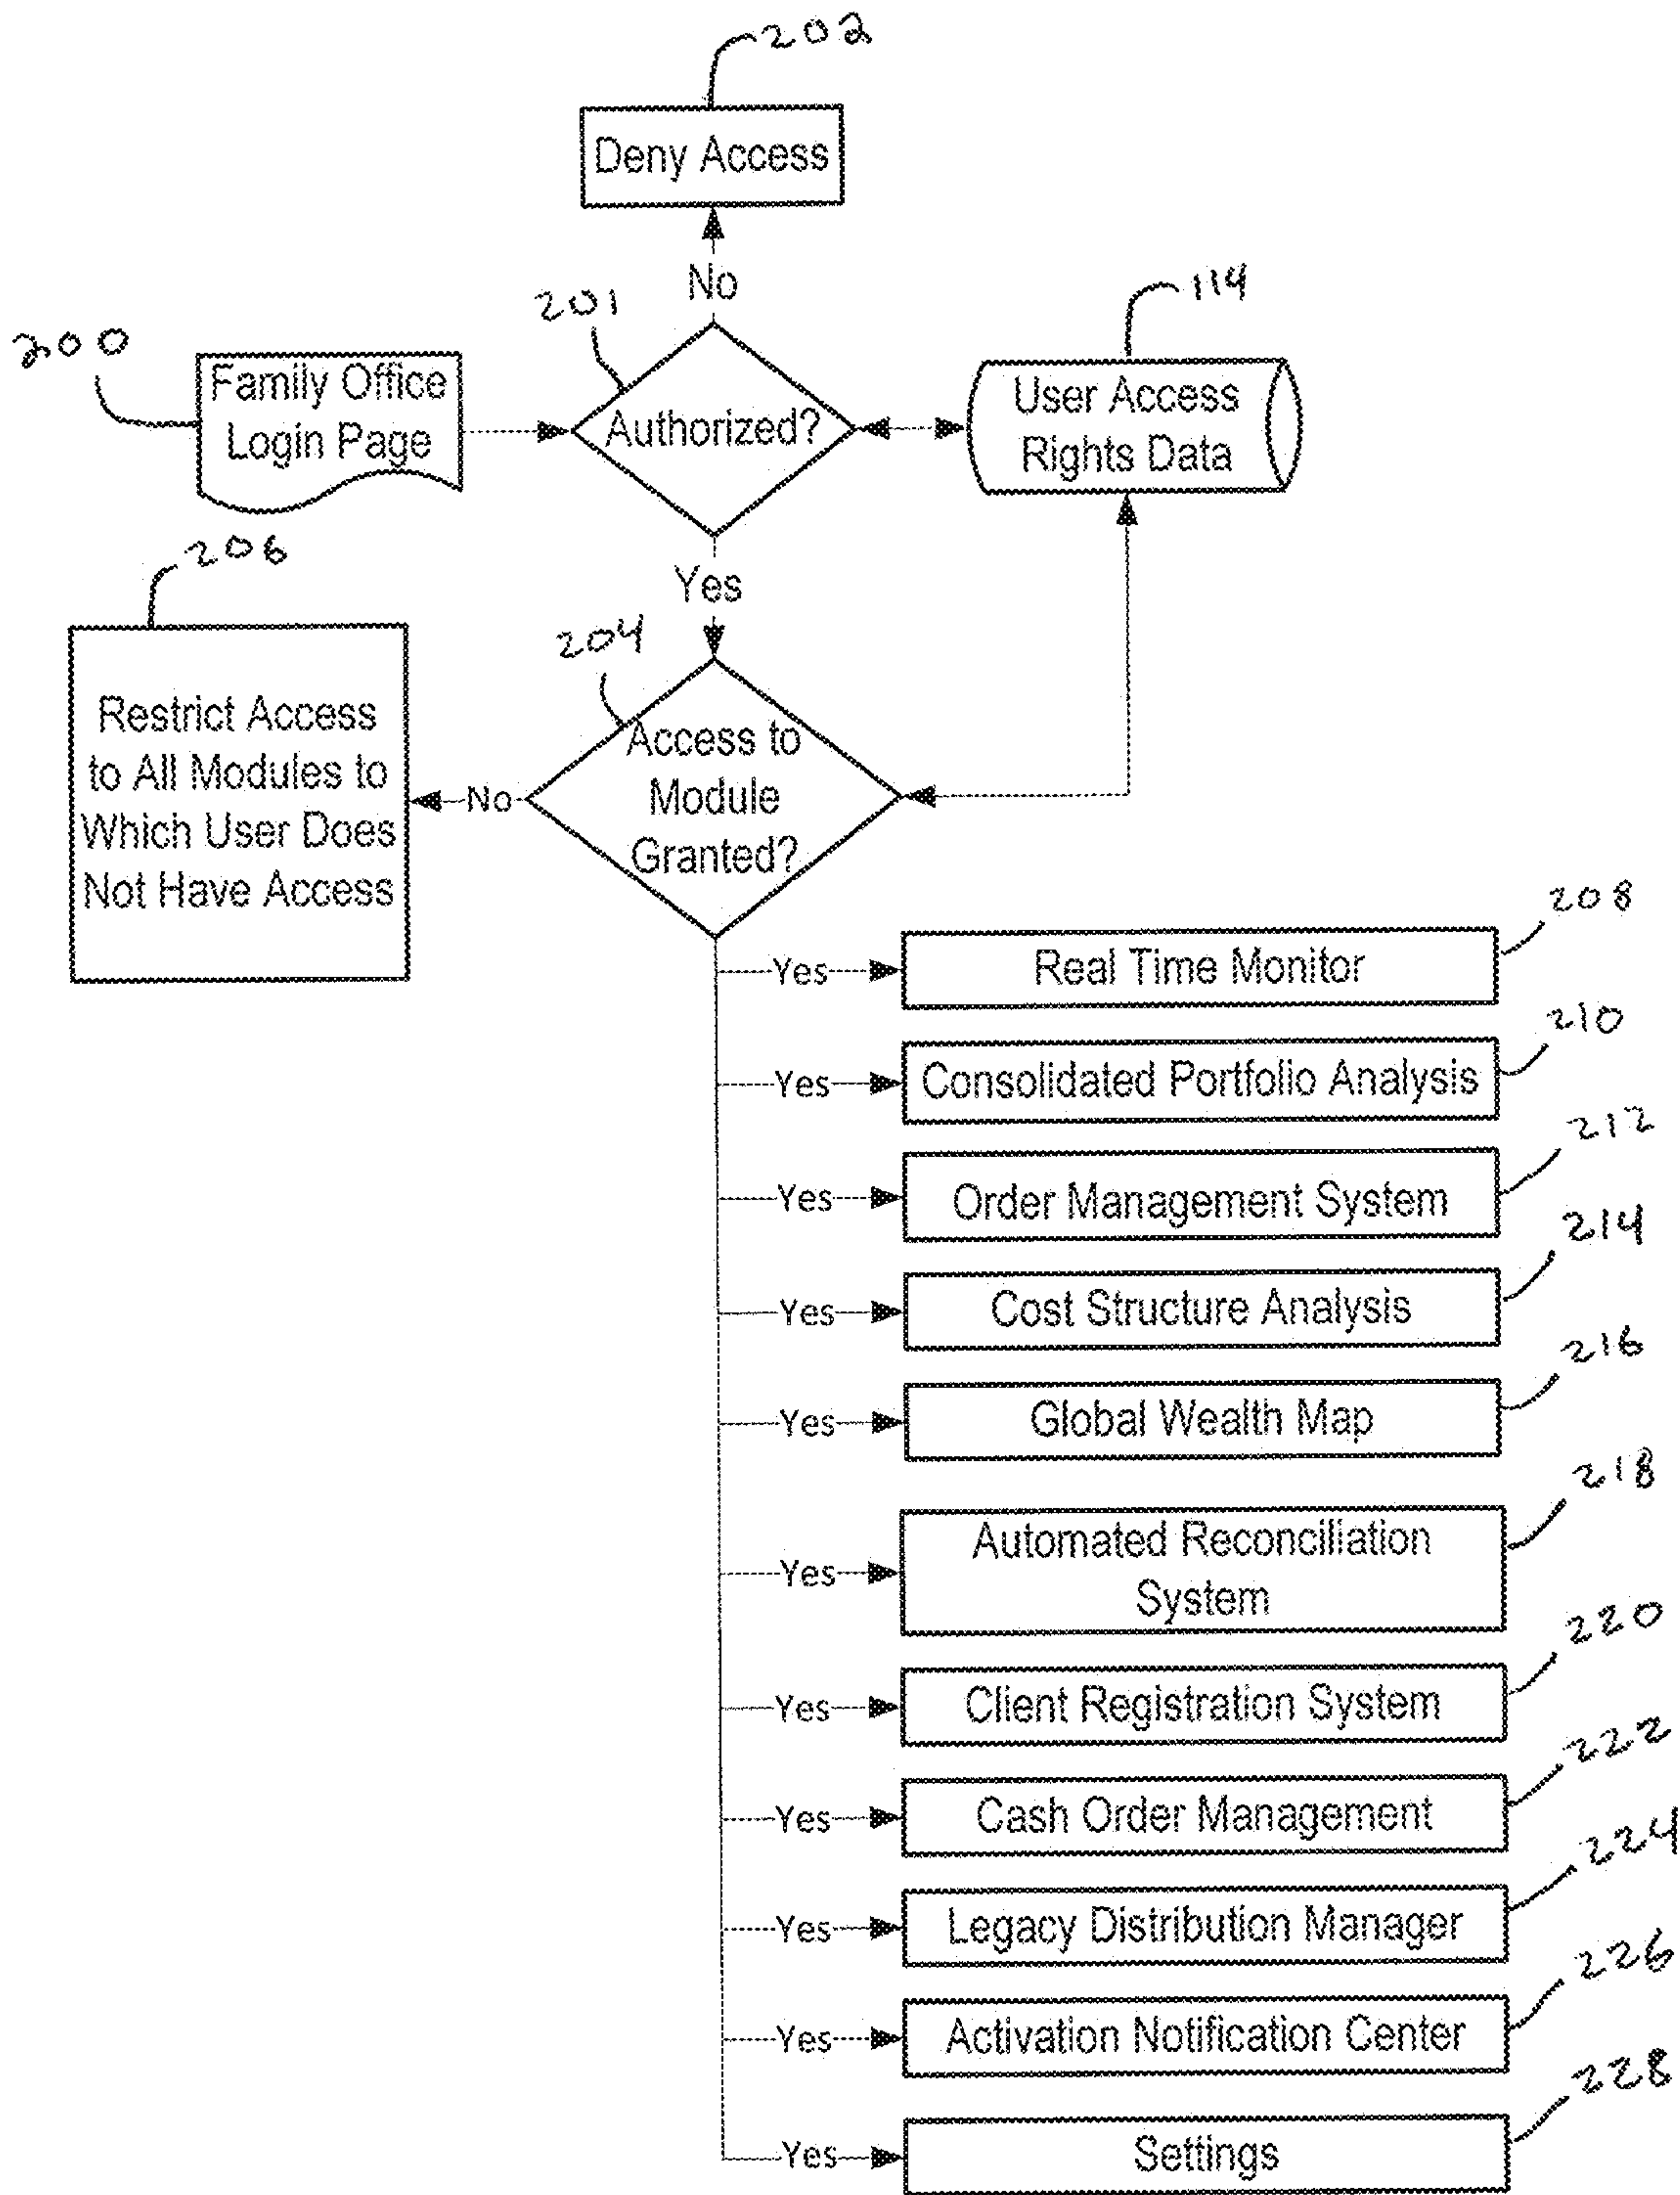 202
Deny Access
No
201
114
200
Family Office
Login Page
Authorized?
User Access
Rights Data
206
Yes
204
Restrict Access
to All Modules to
Which User Does
Not Have Access
No
Access to
Module
Granted?
208
Yes
Real Time Monitor
210
Yes
Consolidated Portfolio Analysis
212
Yes
Order Management System
214
Yes
Cost Structure Analysis
216
Yes
Global Wealth Map
218
Yes
Automated Reconciliation
System
220
Yes
Client Registration System
222
Yes
Cash Order Management
224
Yes
Legacy Distribution Manager
226
Yes
Activation Notification Center
228
Yes
Settings